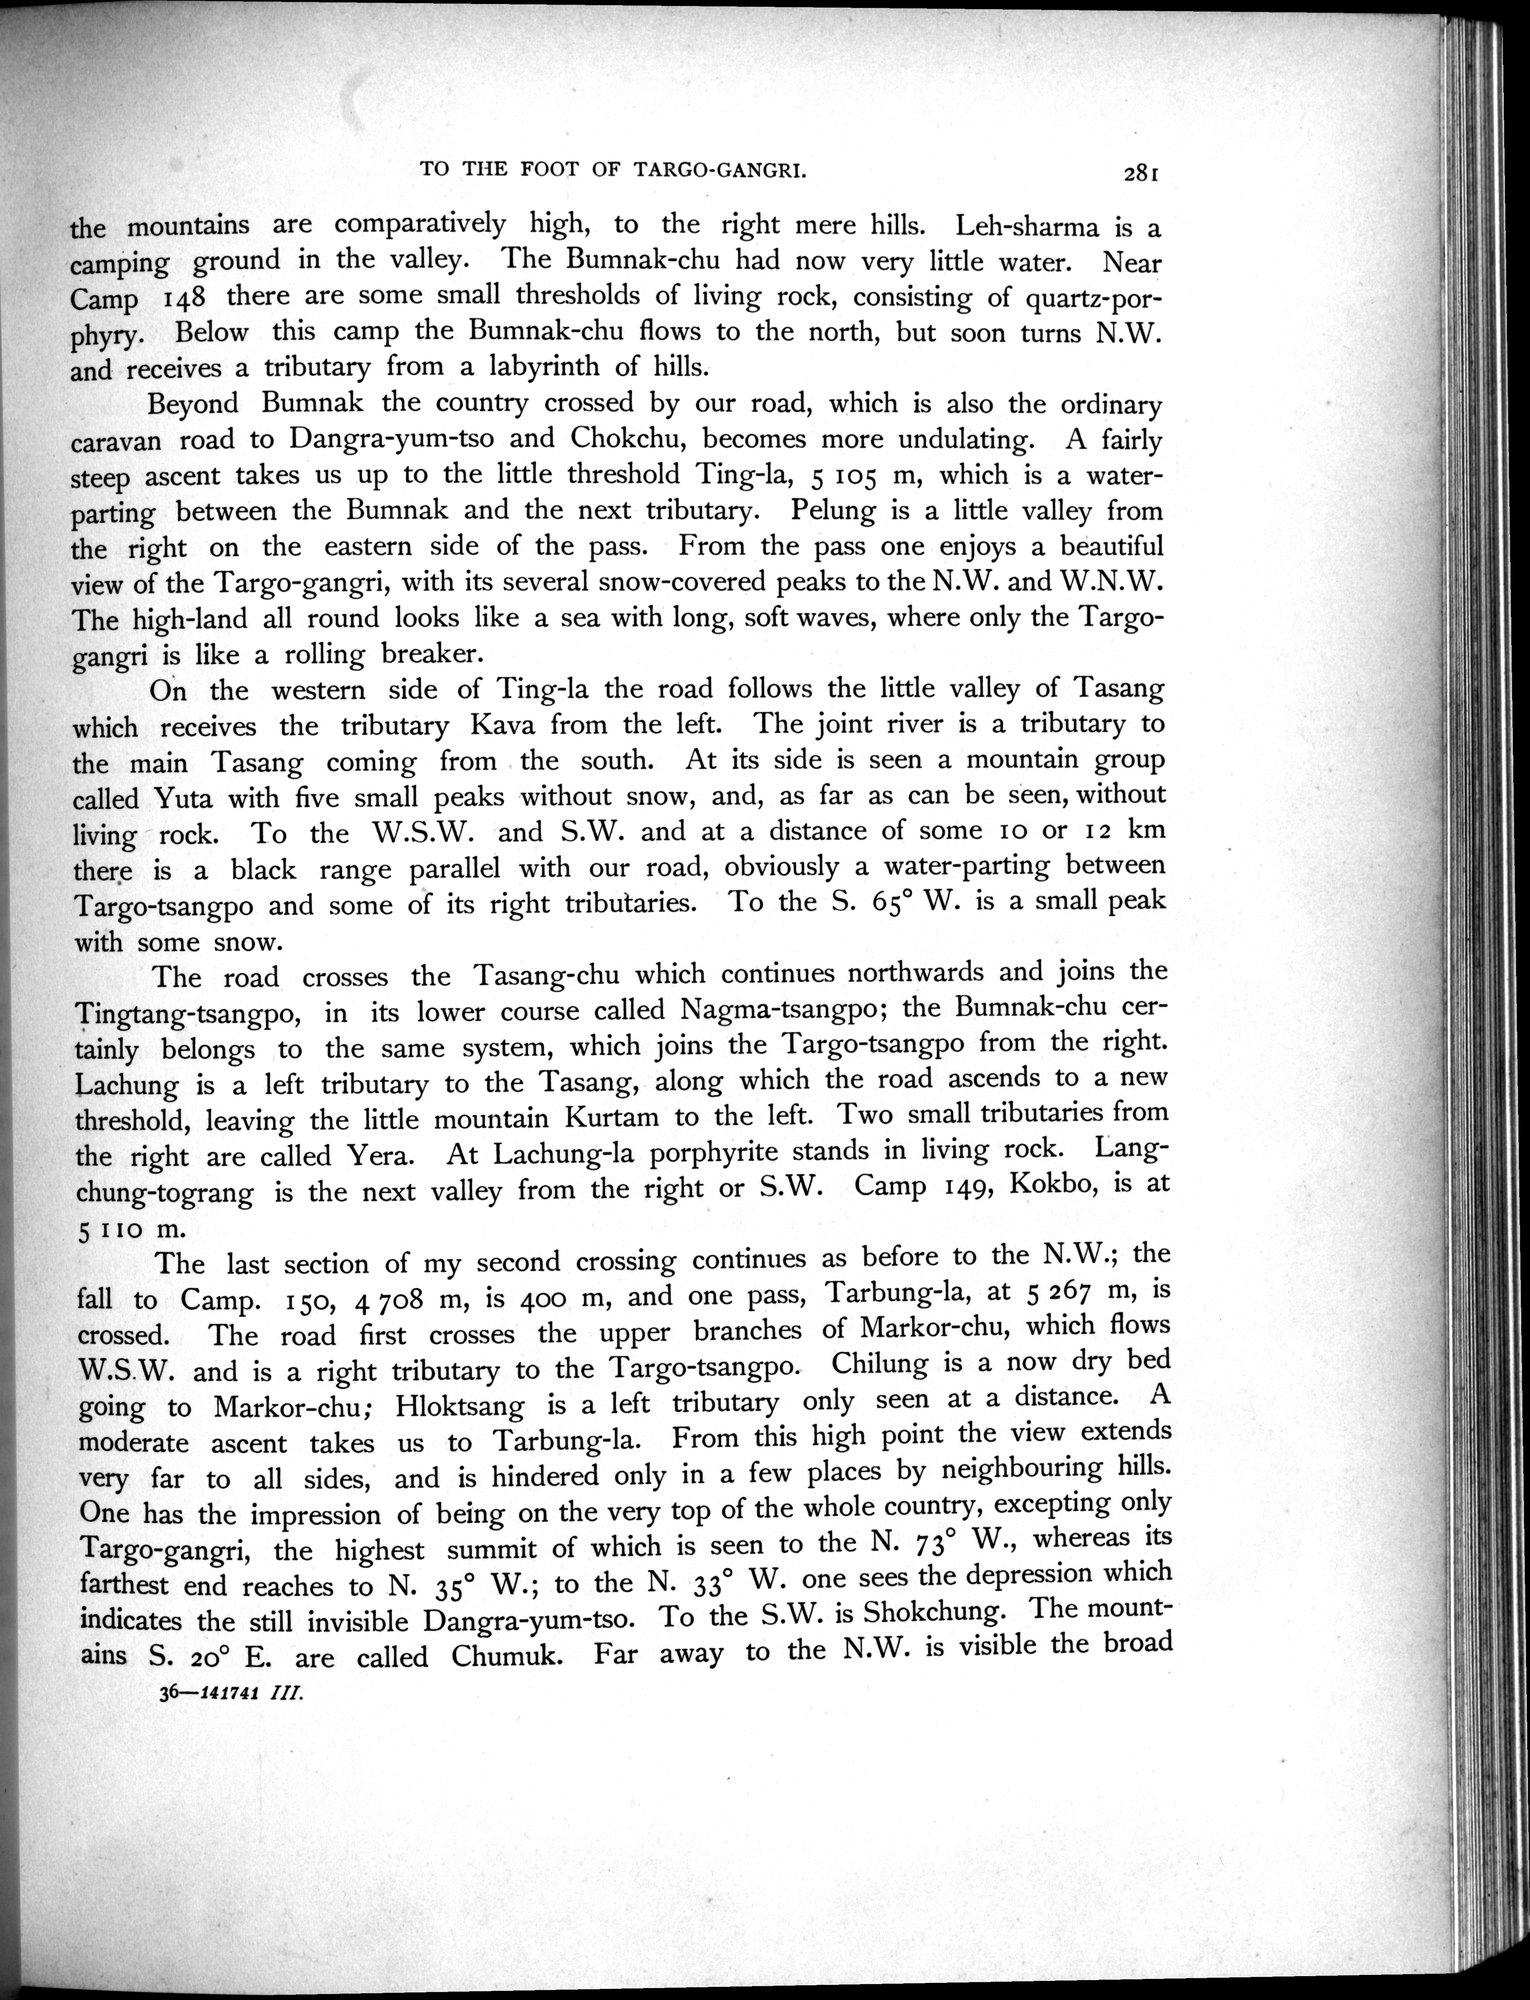 TO THE FOOT OF TARGO-GANGRI. 281
the mountains are comparatively high, to the right mere hills. Leh-sharma is a
camping ground in the valley. The Bumnak-chu had now very little water. Near
Camp 148 there are some small thresholds of living rock, consisting of quartz-por-
phyry. Below this camp the Bumnak-chu flows to the north, but soon turns N.W.
and receives a tributary from a labyrinth of hills.
Beyond Bumnak the country crossed by our road, which is also the ordinary
caravan road to Dangra-yum-tso and Chokchu, becomes more undulating. A fairly
steep ascent takes us up to the little threshold Ting-la, 5 105 m, which is a water-
parting between the Bumnak and the next tributary. Pelung is a little valley from
the right on the eastern side of the pass. From the pass one enjoys a beautiful
view of the Targo-gangri, with its several snow-covered peaks to the N.W. and W.N.W.
The high-land all round looks like a sea with long, soft waves, where only the Targo-
gangri is like a rolling breaker.
On the western side of Ting-la the road follows the little valley of Tasang
which receives the tributary Kava from the left. The joint river is a tributary to
the main Tasang coming from the south. At its side is seen a mountain group
called Yuta with five small peaks without snow, and, as far as can be seen, without
living rock. To the W.S.W. and S.W. and at a distance of some 10 or 12 km
there is a black range parallel with our road, obviously a water-parting between
Targo-tsangpo and some of its right tributaries. To the S. 65° W. is a small peak
with some snow.
The road crosses the Tasang-chu which continues northwards and joins the
Tingtang-tsangpo, in its lower course called Nagma-tsangpo; the Bumnak-chu cer-
tainly belongs to the same system, which joins the Targo-tsangpo from the right.
Lachung is a left tributary to the Tasang, along which the road ascends to a new
threshold, leaving the little mountain Kurtam to the left. Two small tributaries from
the right are called Yera. At Lachung-la porphyrite stands in living rock. Lang-
chung-tograng is the next valley from the right or S.W. Camp 149, Kokbo, is at
5 110 m.
The last section of my second crossing continues as before to the N.W.; the
fall to Camp. 150, 4 708 m, is 400 m, and one pass, Tarbung-la, at 5 267 m, is
crossed. The road first crosses the upper branches of Markor-chu, which flows
W.S.W. and is a right tributary to the Targo-tsangpo. Chilung is a now dry bed
going to Markor-chu; Hloktsang is a left tributary only seen at a distance. A
moderate ascent takes us to Tarbung-la. From this high point the view extends
very far to all sides, and is hindered only in a few places by neighbouring hills.
One has the impression of being on the very top of the whole country, excepting only
Targo-gangri, the highest summit of which is seen to the N. 73° W., whereas its
farthest end reaches to N. 35° W.; to the N. 33° W. one sees the depression which
indicates the still invisible Dangra-yum-tso. To the S.W. is Shokchung. The mount-
ains S. 20° E. are called Chumuk. Far away to the N.W. is visible the broad
36—141741 III.